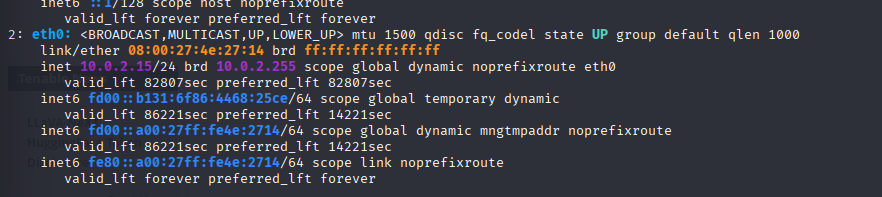 inet6 ::1/128 scope host noprefixroute
valid_lft forever preferred_lft forever
2: eth0: <BROADCAST,MULTICAST,UP,LOWER_UP> mtu 1500 qdisc fq_codel state UP group default qlen 1000
link/ether 08:00:27:4e:27:14 brd ff:ff:ff:ff:ff:ff
inet 10.0.2.15/24 brd 10.0.2.255 scope global dynamic noprefixroute eth0
valid_lft 82807sec preferred_lft 82807sec
inet6 fd00::b131:6f86:4468:25ce/64 scope global temporary dynamic
valid_lft 86221sec preferred_lft 14221sec
inet6 fd00::a00:27ff:fe4e:2714/64 scope global dynamic mngtmpaddr noprefixroute
valid_lft 86221sec preferred_lft 14221sec
inet6 fe80::a00:27ff:fe4e:2714/64 scope link noprefixroute
valid_lft forever preferred_lft forever